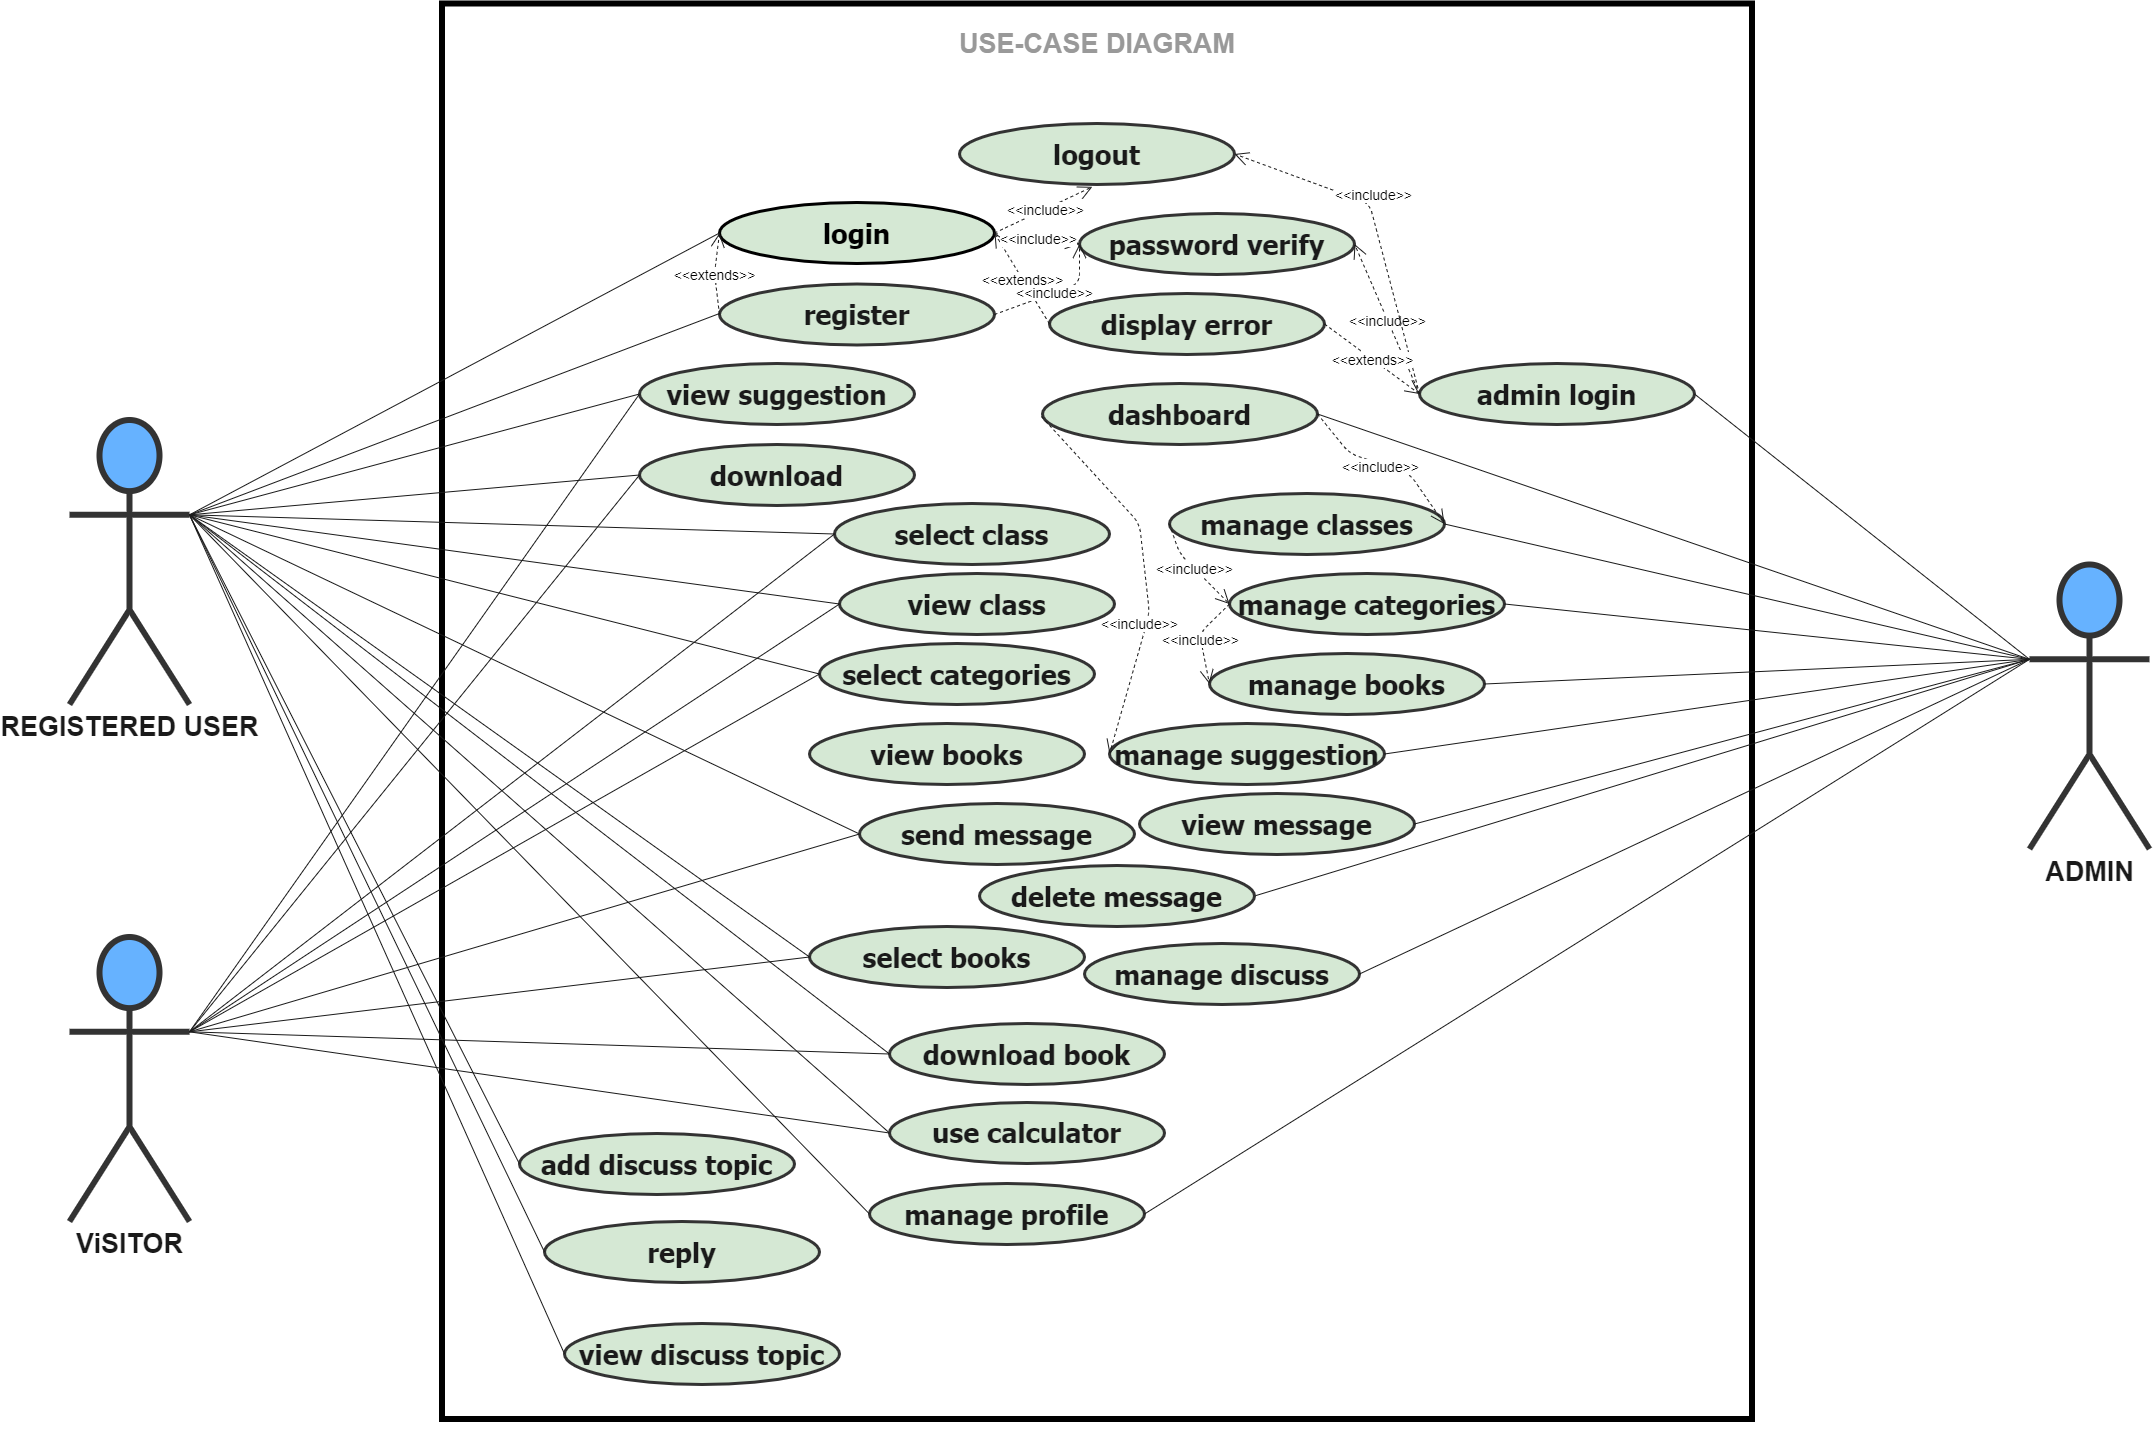 USE-CASE DIAGRAM
logout
<<include>>
<<include>>
login
<<include>>
password verify
<<extends>>
<<extends>>
<<include>>
register
display error
<<include>>
<<extends>>
view suggestion
admin login
dashboard
download
<<include>>
select class
manage classes
<<include>>
view class
manage categories
<<include>>
<<include>>
select categories
manage books
REGISTERED USER
view books
manage suggestion
send message
view message
ADMIN
delete message
select books
manage discuss
download book
use calculator
add discuss topic
manage profile
ViSITOR
reply
view discuss topic